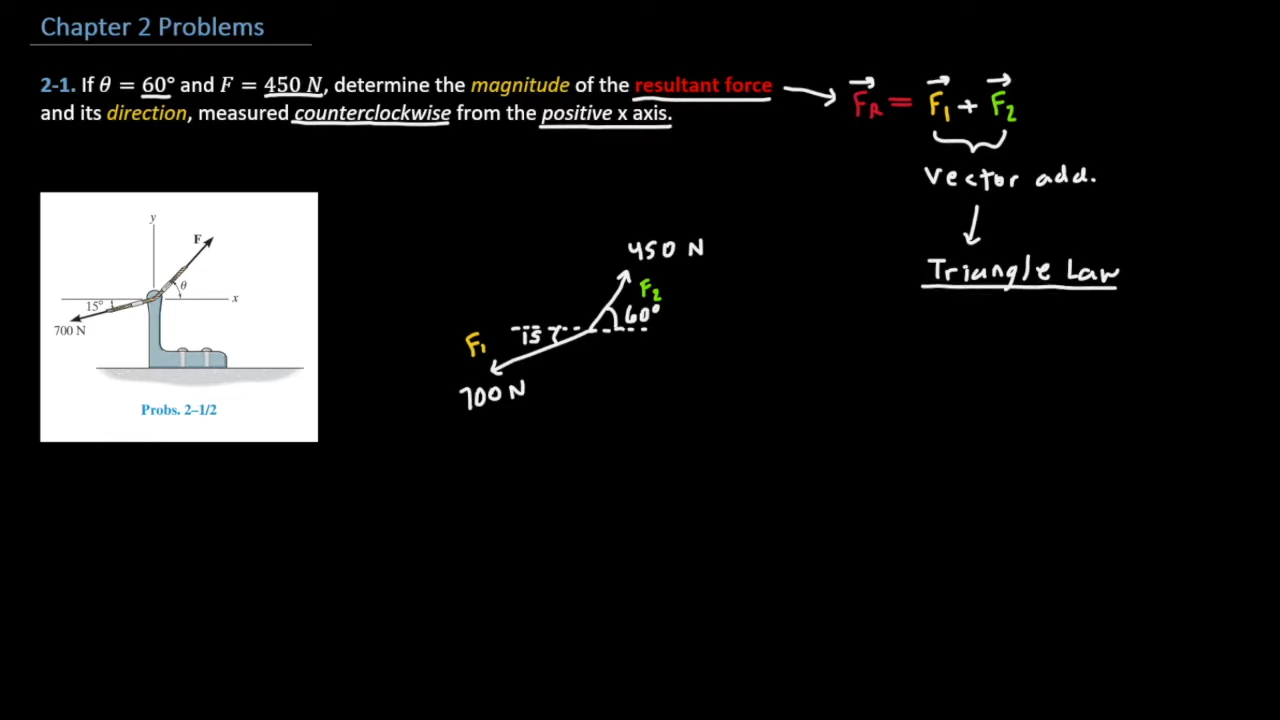 Chapter 2 Problems
2-1. If θ = 60° and F = 450 N, determine the magnitude of the resultant force
and its direction, measured counterclockwise from the positive x axis.
F_R = F_1 + F_2
vector add.
Triangle Law
y
F
θ
x
15°
700 N
Probs. 2–1/2
450 N
F_2
60°
15
F_1
700 N